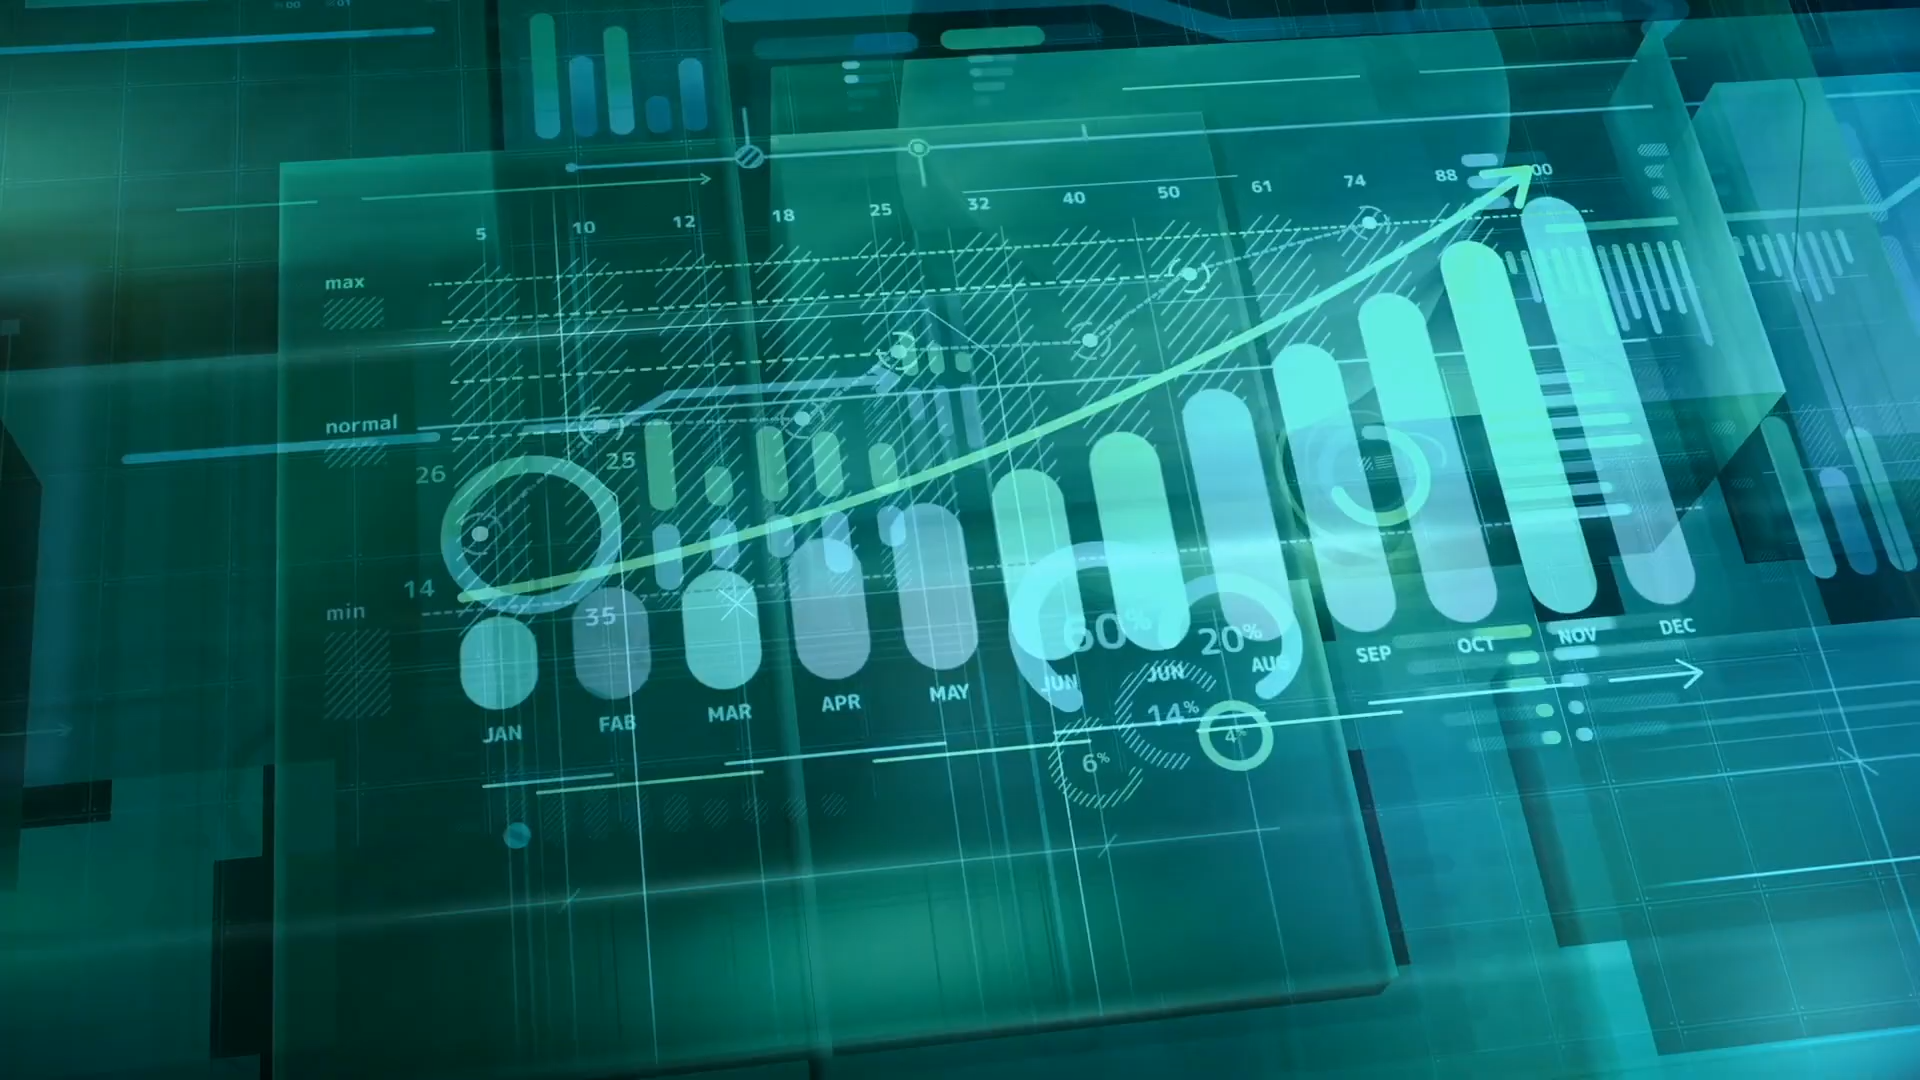 5 10 12 18 25 32 40 50 61 74 88 00
max
normal
26 25
14
min
35
60% 20%
JAN FAB MAR APR MAY JUN JUN AUG SEP OCT NOV DEC
14%
4%
6%